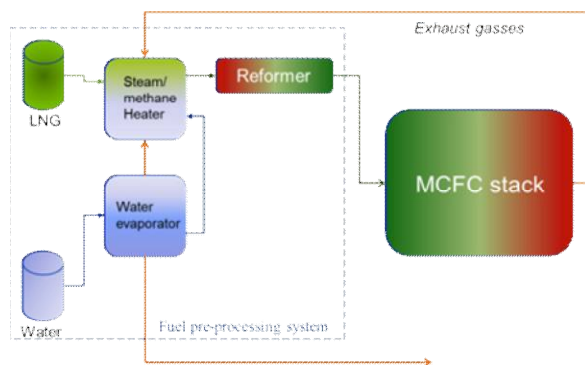 Exhaust gasses
Steam/
methane
Heater
Reformer
LNG
MCFC stack
Water
evaporator
Fuel pre-processing system
Water